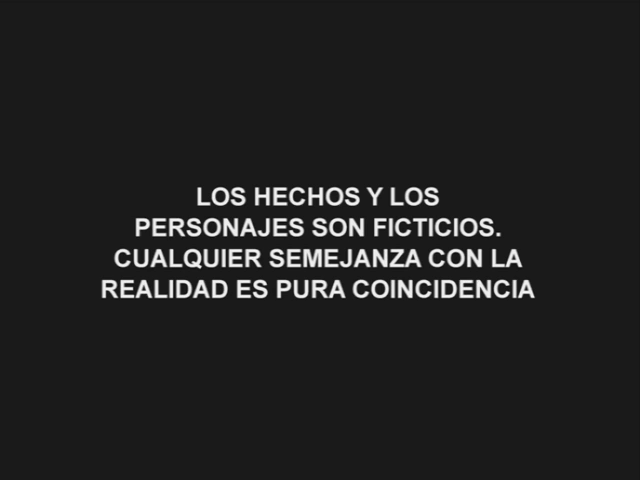 LOS HECHOS Y LOS
PERSONAJES SON FICTICIOS.
CUALQUIER SEMEJANZA CON LA
REALIDAD ES PURA COINCIDENCIA